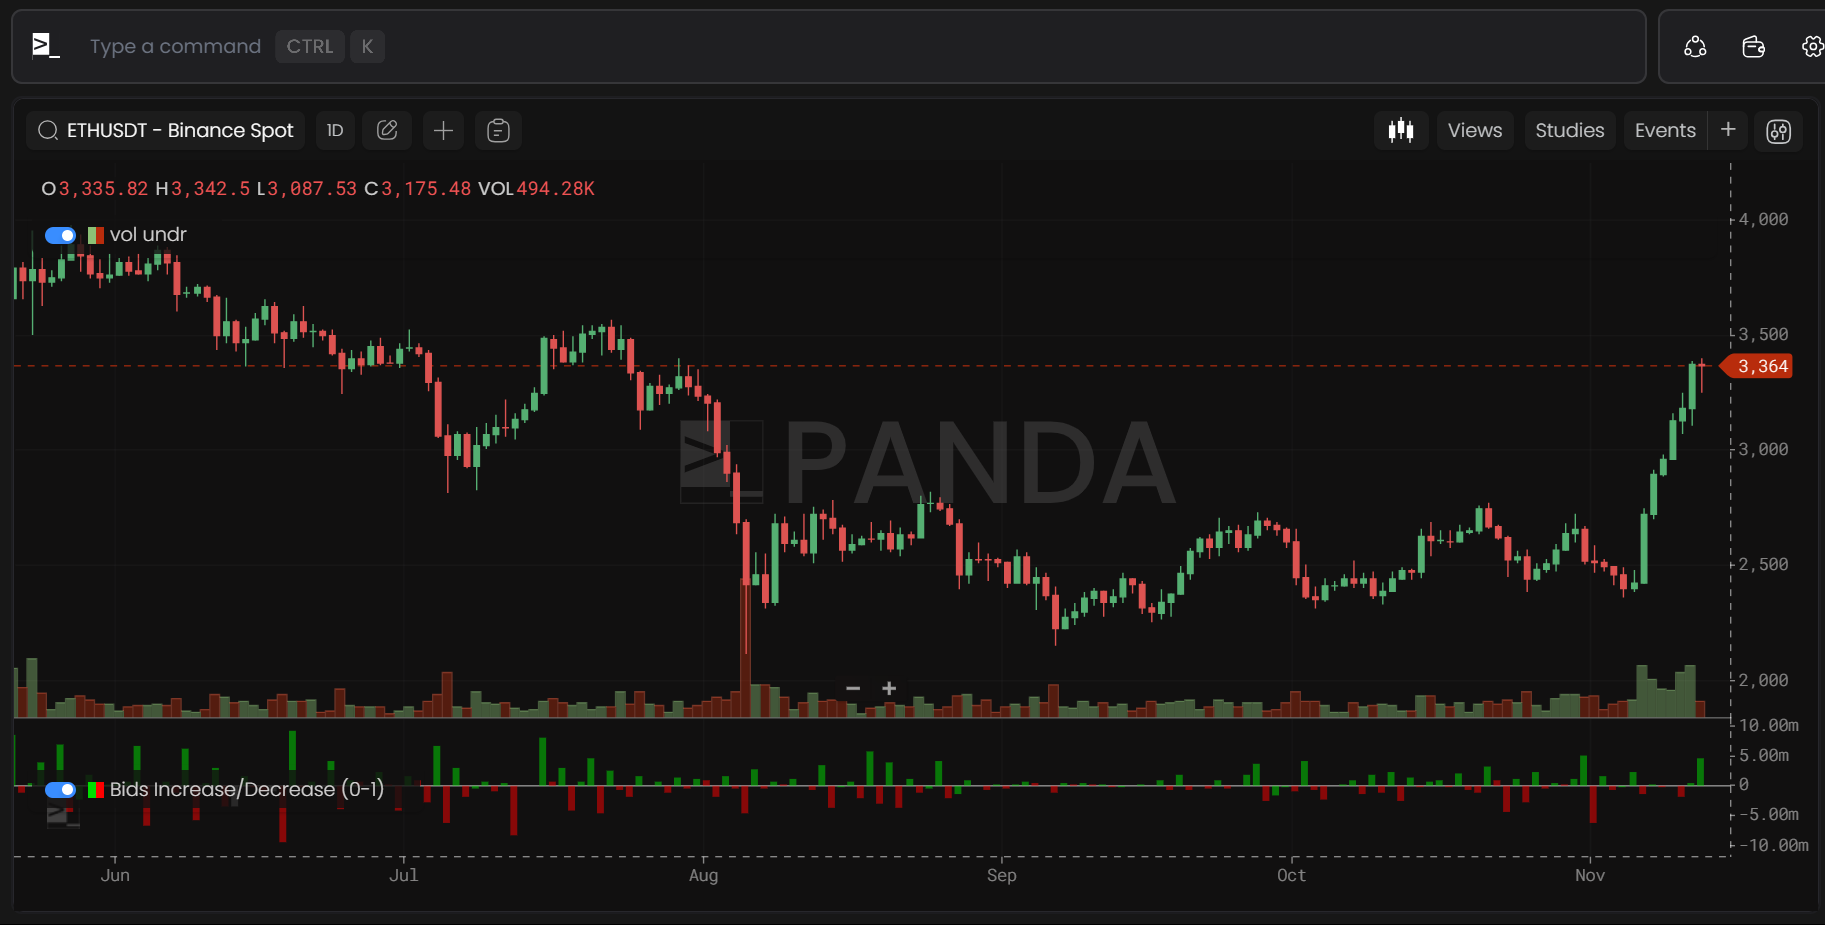 Type a command CTRL K
ETHUSDT - Binance Spot 1D Views Studies Events +
O3,335.82 H3,342.5 L3,087.53 C3,175.48 VOL494.28K
4,000
vol undr
3,500
3,364
PANDA
3,000
2,500
2,000
10.00m
5.00m
Bids Increase/Decrease (0-1)
0
-5.00m
-10.00m
Jun Jul Aug Sep Oct Nov